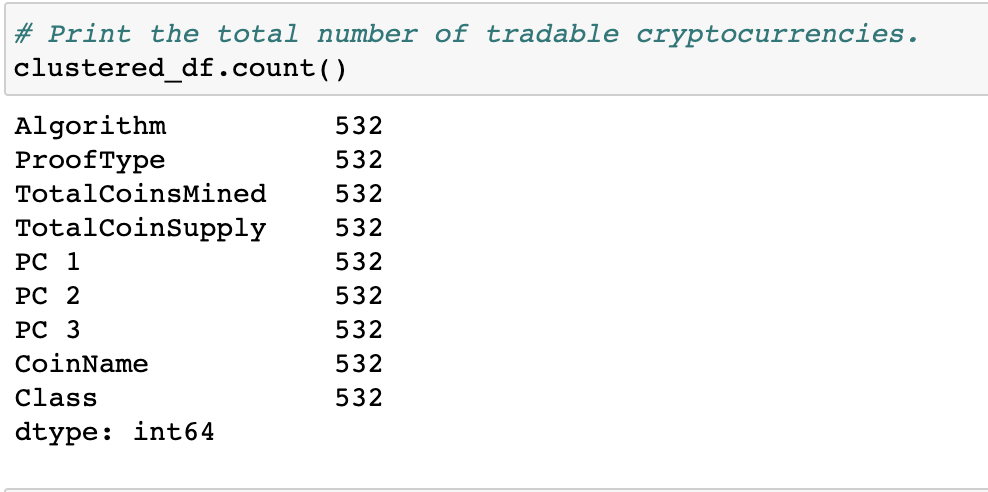 # Print the total number of tradable cryptocurrencies.
clustered_df.count()
Algorithm 532
ProofType 532
TotalCoinsMined 532
TotalCoinSupply 532
PC 1 532
PC 2 532
PC 3 532
CoinName 532
Class 532
dtype: int64